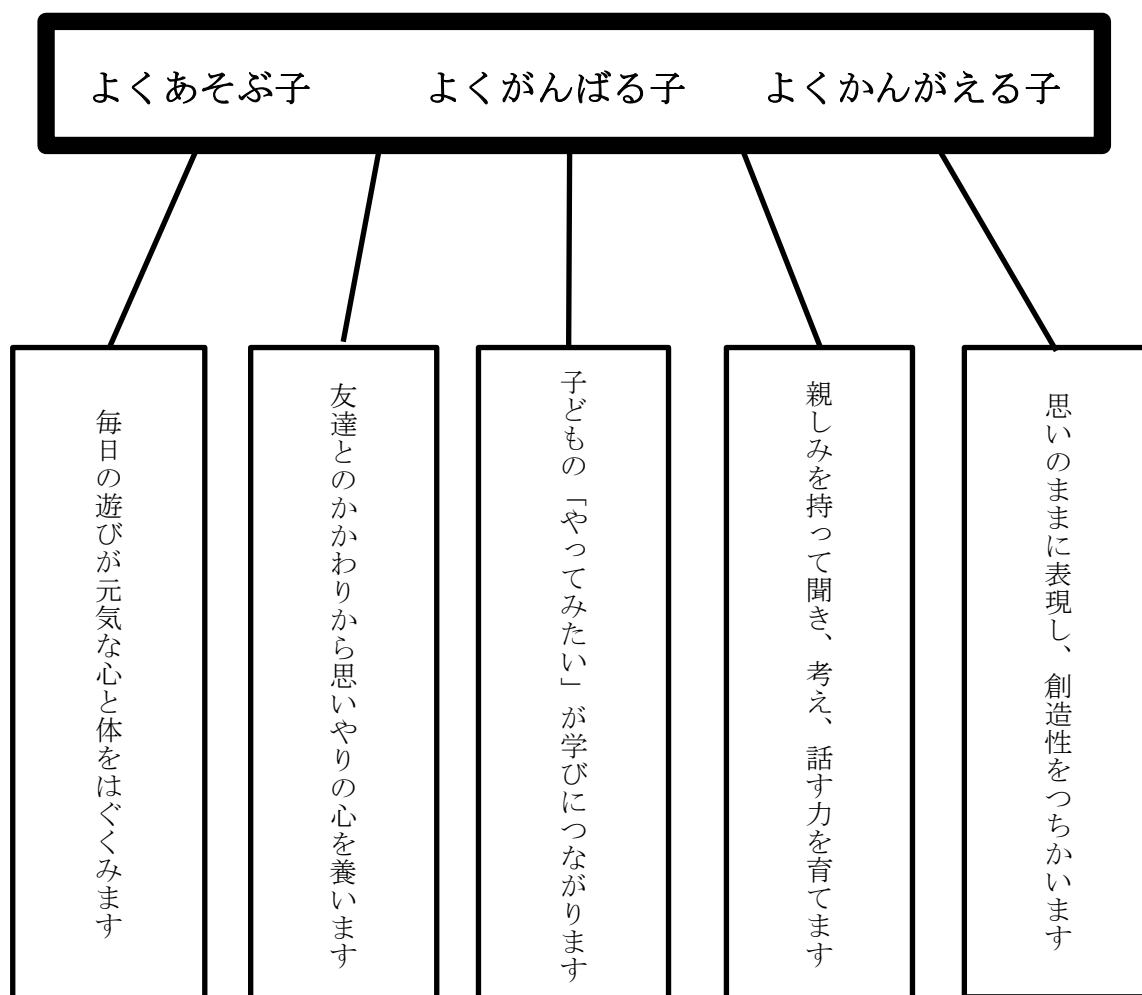 よくあそぶ子 よくがんばる子 よくかんがえる子
毎日の遊びが元気な心と体をはぐくみます
友達とのかかわりから思いやりの心を養います
子どもの「やってみたい」が学びにつながります
親しみを持って聞き、考え、話す力を育てます
思いのままに表現し、創造性をつちかいます